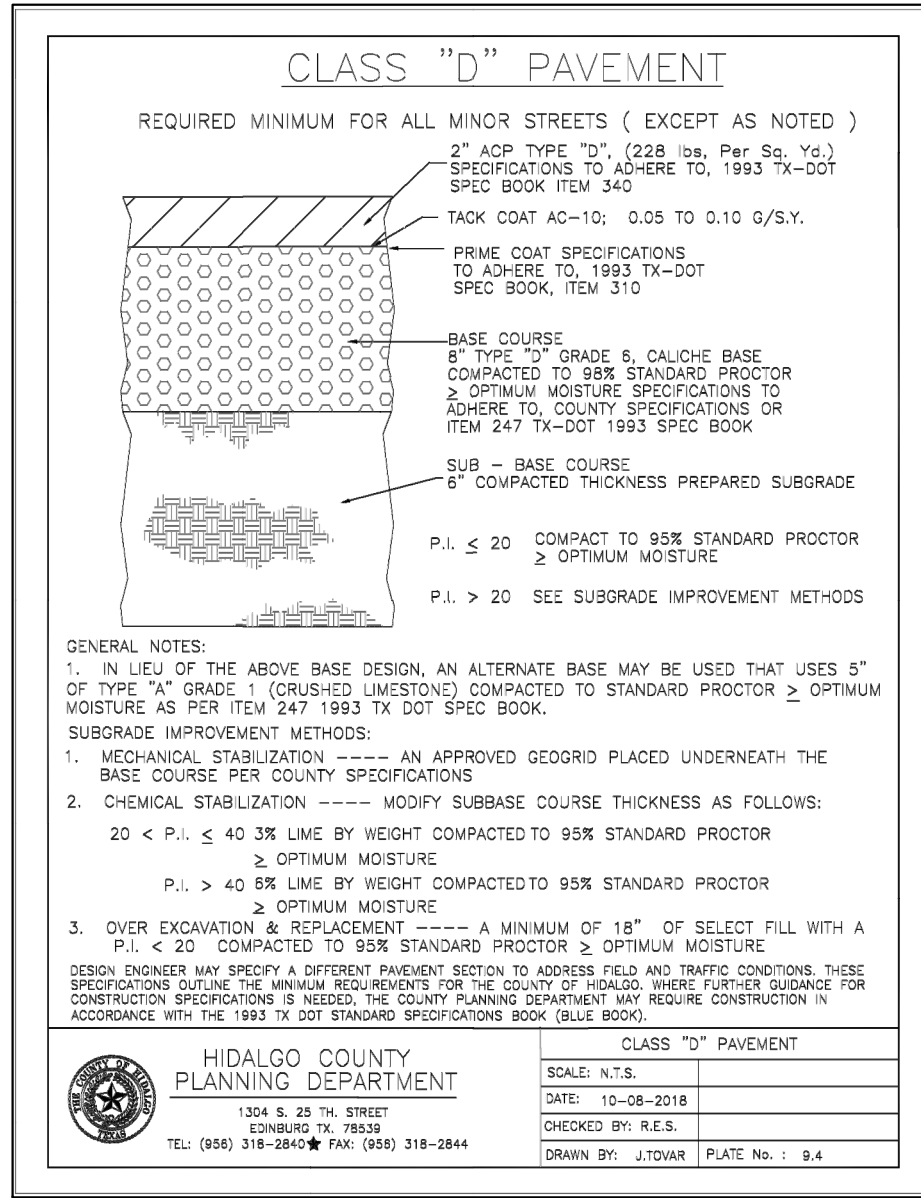 CLASS "D" PAVEMENT
REQUIRED MINIMUM FOR ALL MINOR STREETS ( EXCEPT AS NOTED )
2" ACP TYPE "D", (228 lbs, Per Sq. Yd.)
SPECIFICATIONS TO ADHERE TO, 1993 TX-DOT
SPEC BOOK ITEM 340
TACK COAT AC-10; 0.05 TO 0.10 G/S.Y.
PRIME COAT SPECIFICATIONS
TO ADHERE TO, 1993 TX-DOT
SPEC BOOK, ITEM 310
BASE COURSE
8" TYPE "D" GRADE 6, CALICHE BASE
COMPACTED TO 98% STANDARD PROCTOR
≥ OPTIMUM MOISTURE SPECIFICATIONS TO
ADHERE TO, COUNTY SPECIFICATIONS OR
ITEM 247 TX-DOT 1993 SPEC BOOK
SUB - BASE COURSE
6" COMPACTED THICKNESS PREPARED SUBGRADE
P.I. ≤ 20 COMPACT TO 95% STANDARD PROCTOR
≥ OPTIMUM MOISTURE
P.I. > 20 SEE SUBGRADE IMPROVEMENT METHODS
GENERAL NOTES:
1. IN LIEU OF THE ABOVE BASE DESIGN, AN ALTERNATE BASE MAY BE USED THAT USES 5"
OF TYPE "A" GRADE 1 (CRUSHED LIMESTONE) COMPACTED TO STANDARD PROCTOR ≥ OPTIMUM
MOISTURE AS PER ITEM 247 1993 TX DOT SPEC BOOK.
SUBGRADE IMPROVEMENT METHODS:
1. MECHANICAL STABILIZATION ---- AN APPROVED GEOGRID PLACED UNDERNEATH THE
BASE COURSE PER COUNTY SPECIFICATIONS
2. CHEMICAL STABILIZATION ---- MODIFY SUBBASE COURSE THICKNESS AS FOLLOWS:
20 < P.I. ≤ 40 3% LIME BY WEIGHT COMPACTED TO 95% STANDARD PROCTOR
≥ OPTIMUM MOISTURE
P.I. > 40 6% LIME BY WEIGHT COMPACTED TO 95% STANDARD PROCTOR
≥ OPTIMUM MOISTURE
3. OVER EXCAVATION & REPLACEMENT ---- A MINIMUM OF 18" OF SELECT FILL WITH A
P.I. < 20 COMPACTED TO 95% STANDARD PROCTOR ≥ OPTIMUM MOISTURE
DESIGN ENGINEER MAY SPECIFY A DIFFERENT PAVEMENT SECTION TO ADDRESS FIELD AND TRAFFIC CONDITIONS. THESE
SPECIFICATIONS OUTLINE THE MINIMUM REQUIREMENTS FOR THE COUNTY OF HIDALGO. WHERE FURTHER GUIDANCE FOR
CONSTRUCTION SPECIFICATIONS IS NEEDED, THE COUNTY PLANNING DEPARTMENT MAY REQUIRE CONSTRUCTION IN
ACCORDANCE WITH THE 1993 TX DOT STANDARD SPECIFICATIONS BOOK (BLUE BOOK).
THE COUNTY OF HIDALGO
TEXAS
HIDALGO COUNTY
PLANNING DEPARTMENT
1304 S. 25 TH. STREET
EDINBURG TX. 78539
TEL: (956) 318-2840★ FAX: (956) 318-2844
CLASS "D" PAVEMENT
SCALE: N.T.S.
DATE: 10-08-2018
CHECKED BY: R.E.S.
DRAWN BY: J.TOVAR PLATE No. : 9.4